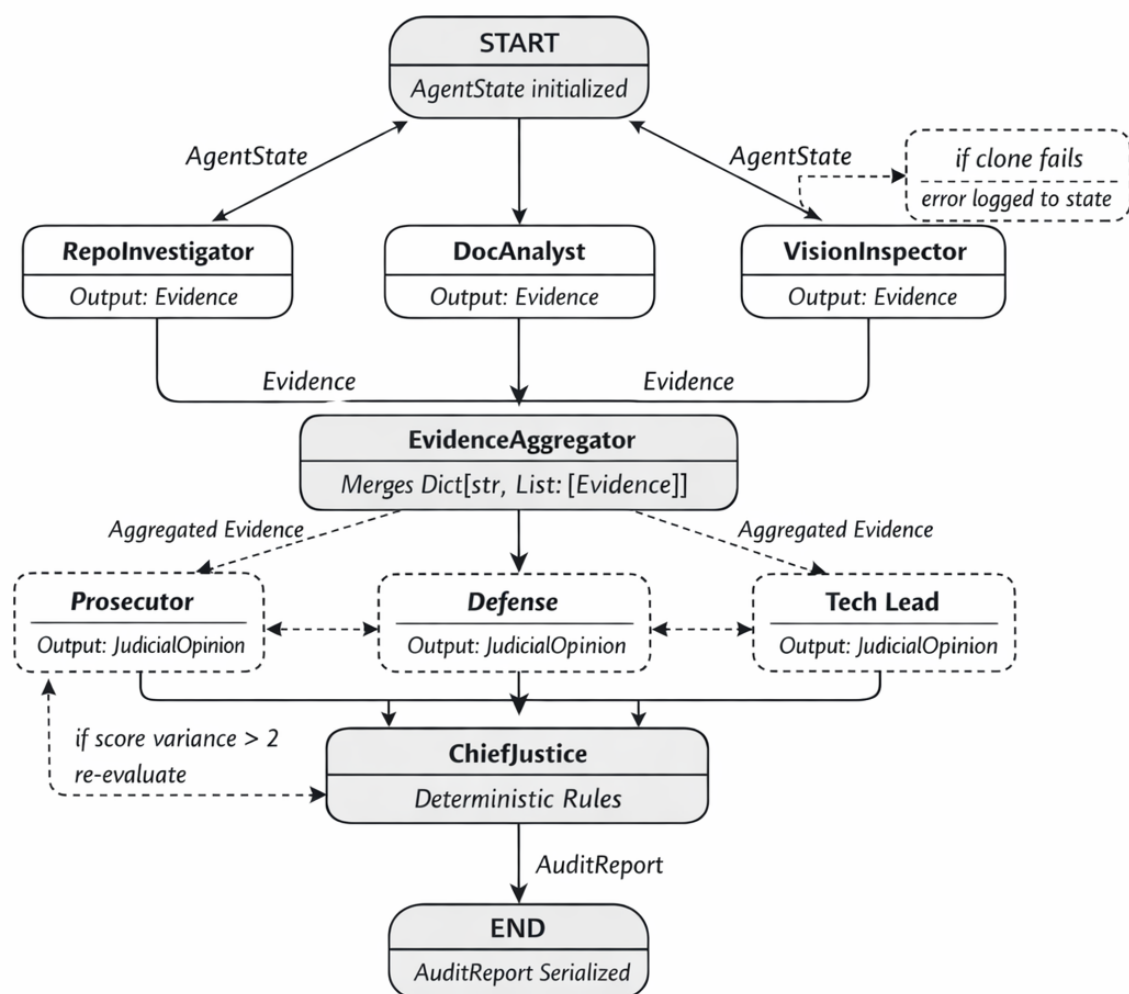 START
AgentState initialized
AgentState
AgentState
if clone fails
error logged to state
RepoInvestigator
Output: Evidence
DocAnalyst
Output: Evidence
VisionInspector
Output: Evidence
Evidence
Evidence
EvidenceAggregator
Merges Dict[str, List: [Evidence]]
Aggregated Evidence
Aggregated Evidence
Prosecutor
Output: JudicialOpinion
Defense
Output: JudicialOpinion
Tech Lead
Output: JudicialOpinion
if score variance > 2
re-evaluate
ChiefJustice
Deterministic Rules
AuditReport
END
AuditReport Serialized